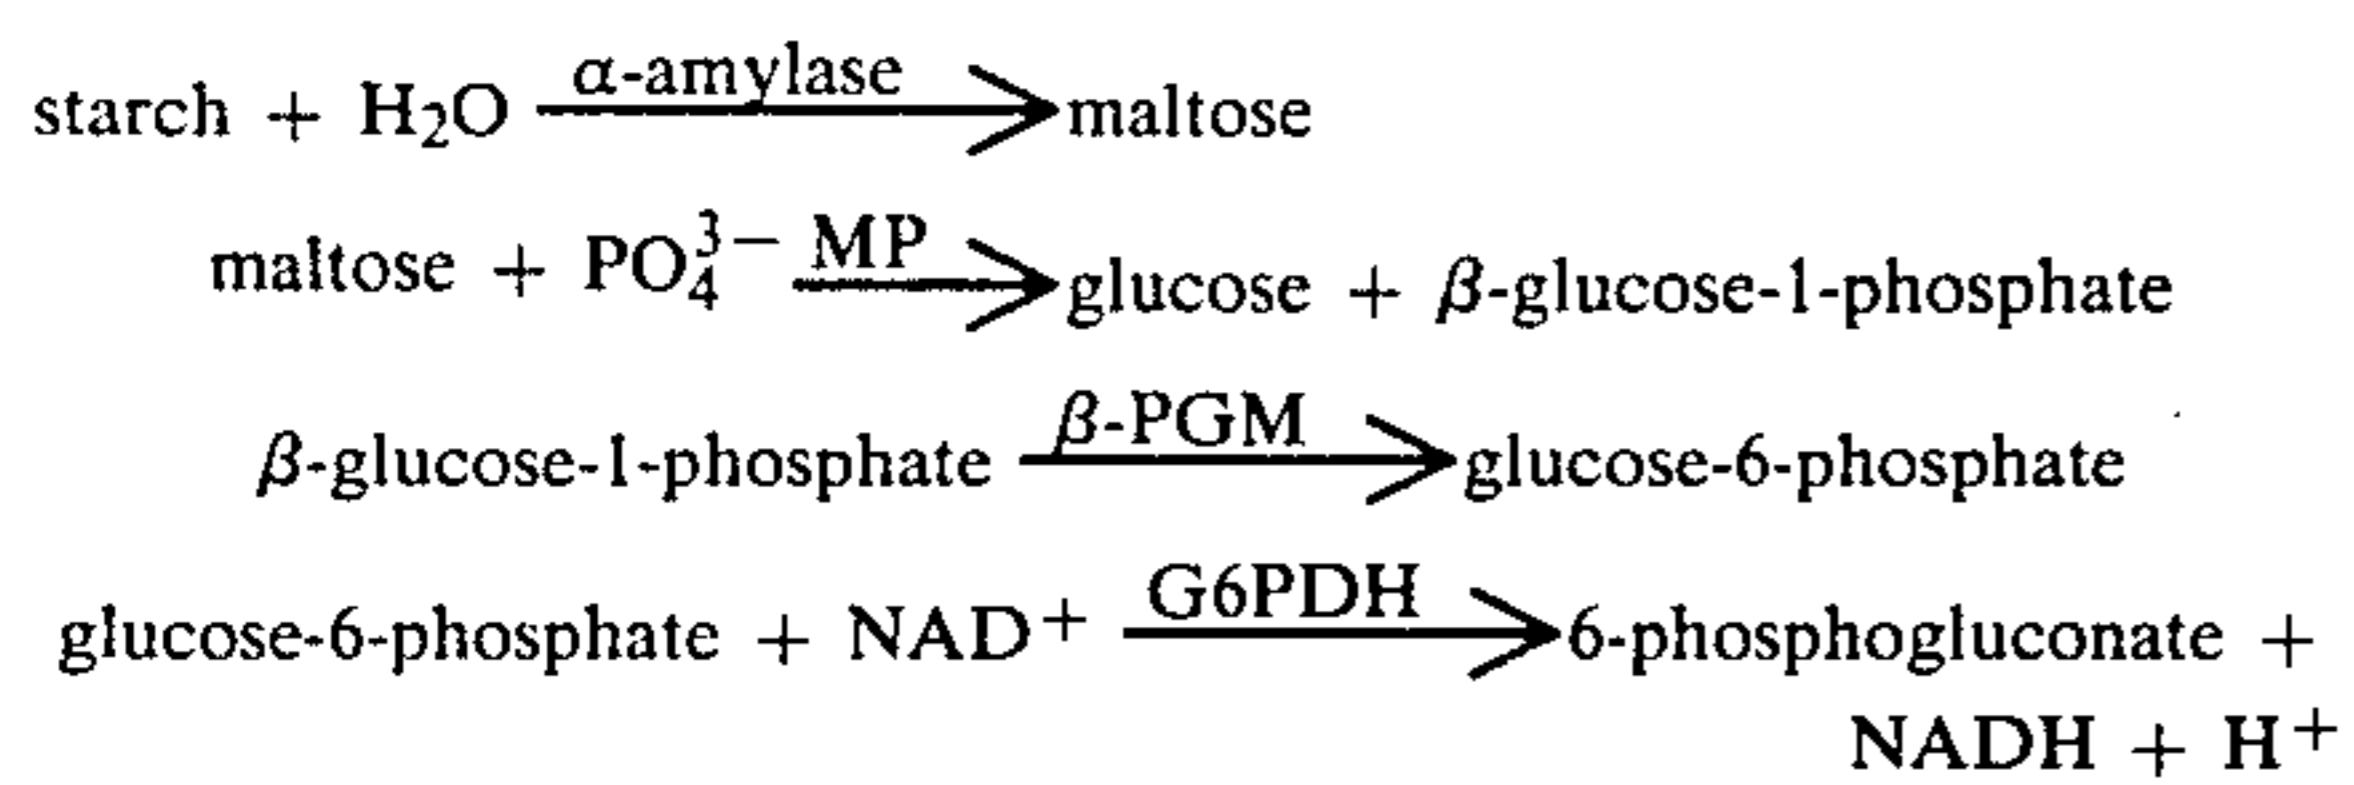 starch + H₂O α-amylase → maltose
maltose + PO₄³⁻ MP → glucose + β-glucose-1-phosphate
β-glucose-1-phosphate β-PGM → glucose-6-phosphate
glucose-6-phosphate + NAD⁺ G6PDH → 6-phosphogluconate +
NADH + H⁺